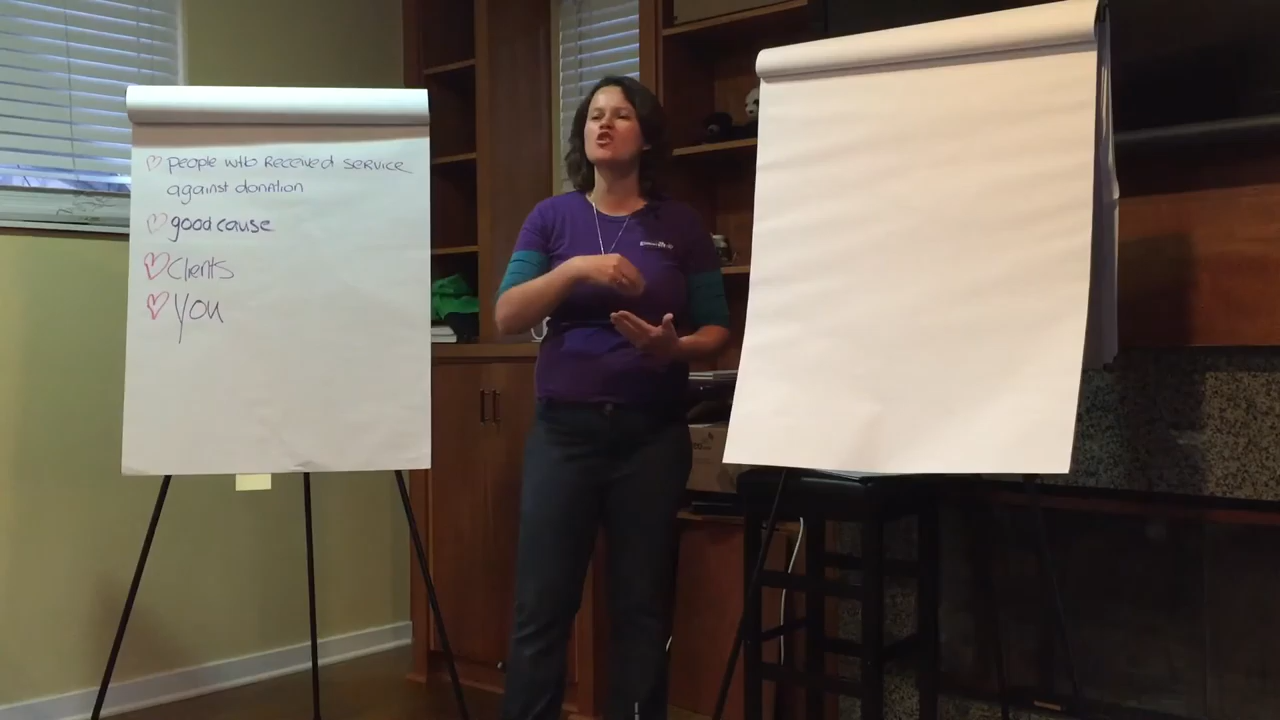 ♡ people who Received service
against donation
♡ good cause
♡ Clients
♡ you